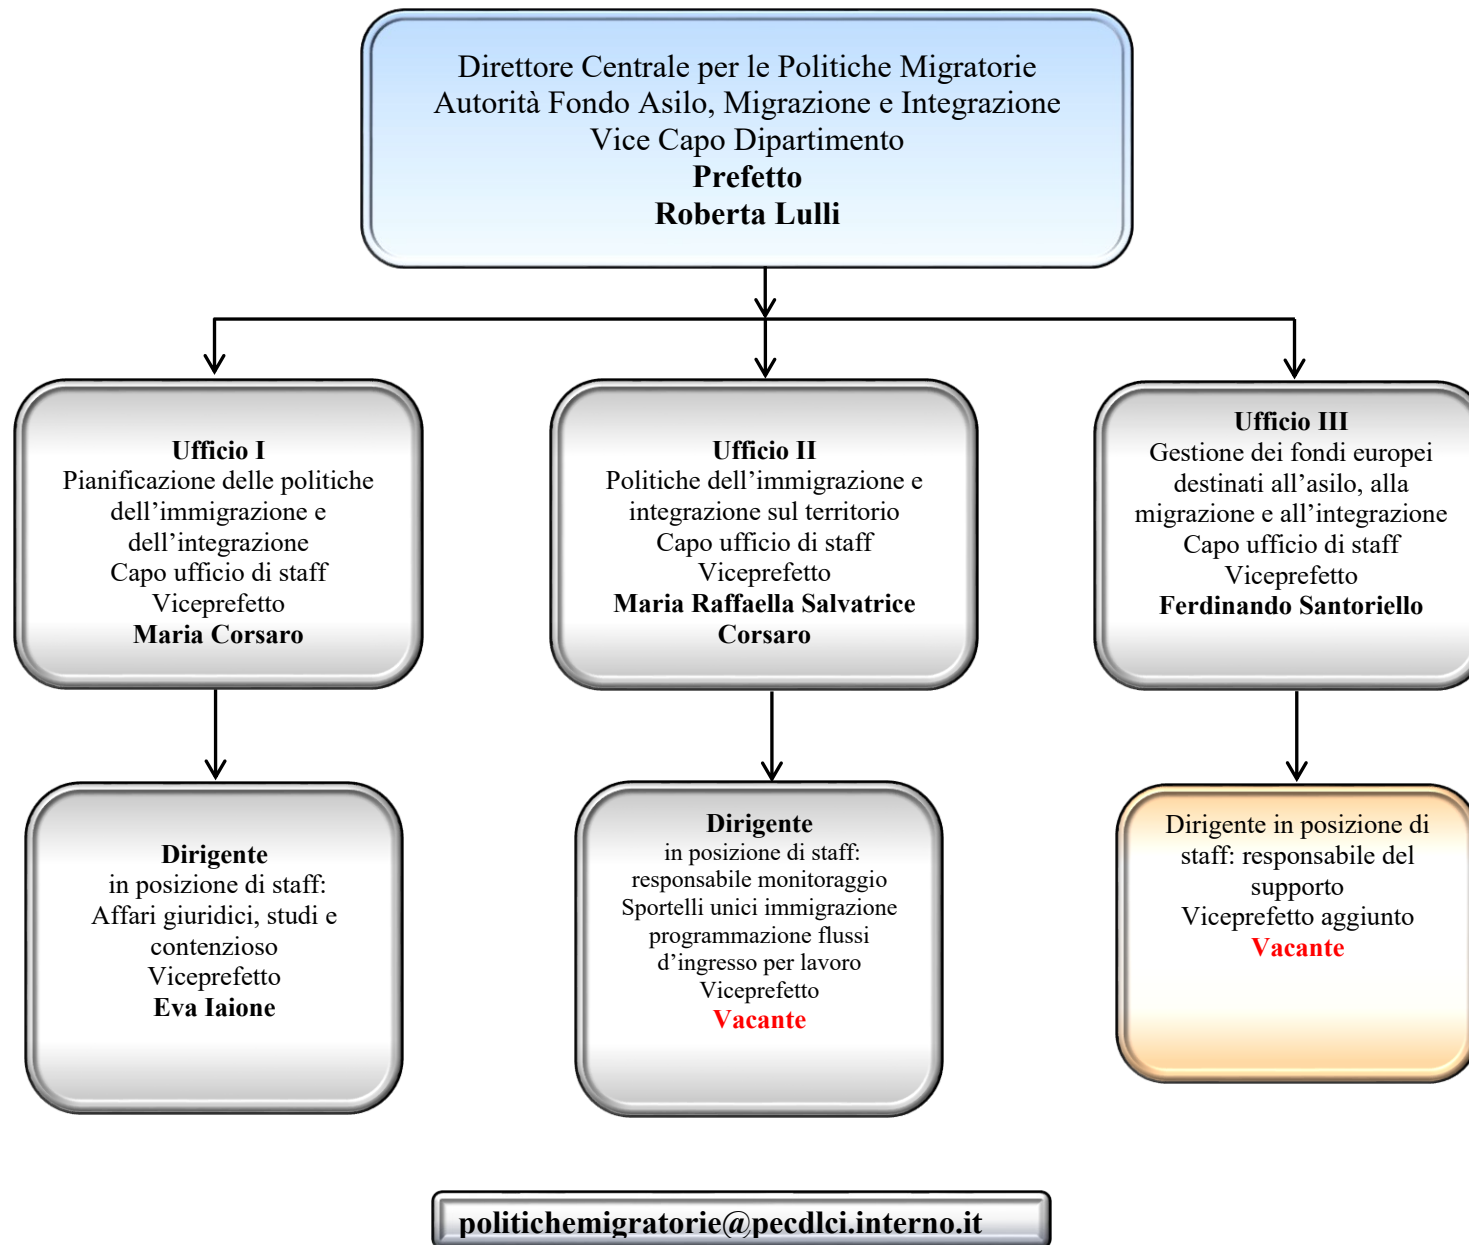 Direttore Centrale per le Politiche Migratorie
Autorità Fondo Asilo, Migrazione e Integrazione
Vice Capo Dipartimento
Prefetto
Roberta Lulli
Ufficio I
Pianificazione delle politiche
dell’immigrazione e
dell’integrazione
Capo ufficio di staff
Viceprefetto
Maria Corsaro
Ufficio II
Politiche dell’immigrazione e
integrazione sul territorio
Capo ufficio di staff
Viceprefetto
Maria Raffaella Salvatrice
Corsaro
Ufficio III
Gestione dei fondi europei
destinati all’asilo, alla
migrazione e all’integrazione
Capo ufficio di staff
Viceprefetto
Ferdinando Santoriello
Dirigente
in posizione di staff:
Affari giuridici, studi e
contenzioso
Viceprefetto
Eva Iaione
Dirigente
in posizione di staff:
responsabile monitoraggio
Sportelli unici immigrazione
programmazione flussi
d’ingresso per lavoro
Viceprefetto
Vacante
Dirigente in posizione di
staff: responsabile del
supporto
Viceprefetto aggiunto
Vacante
politichemigratorie@pecdlci.interno.it